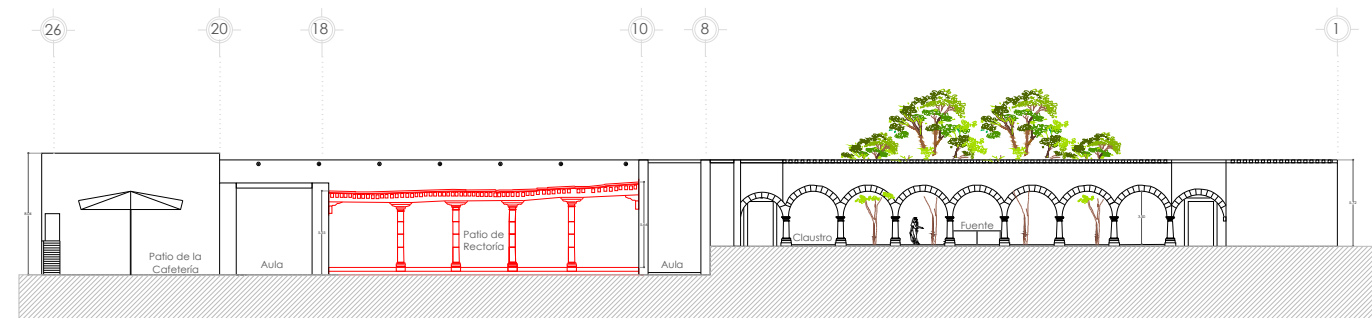 26
20
18
10
8
1
Patio de la
Cafetería
Aula
Patio de
Rectoría
Aula
Claustro
Fuente